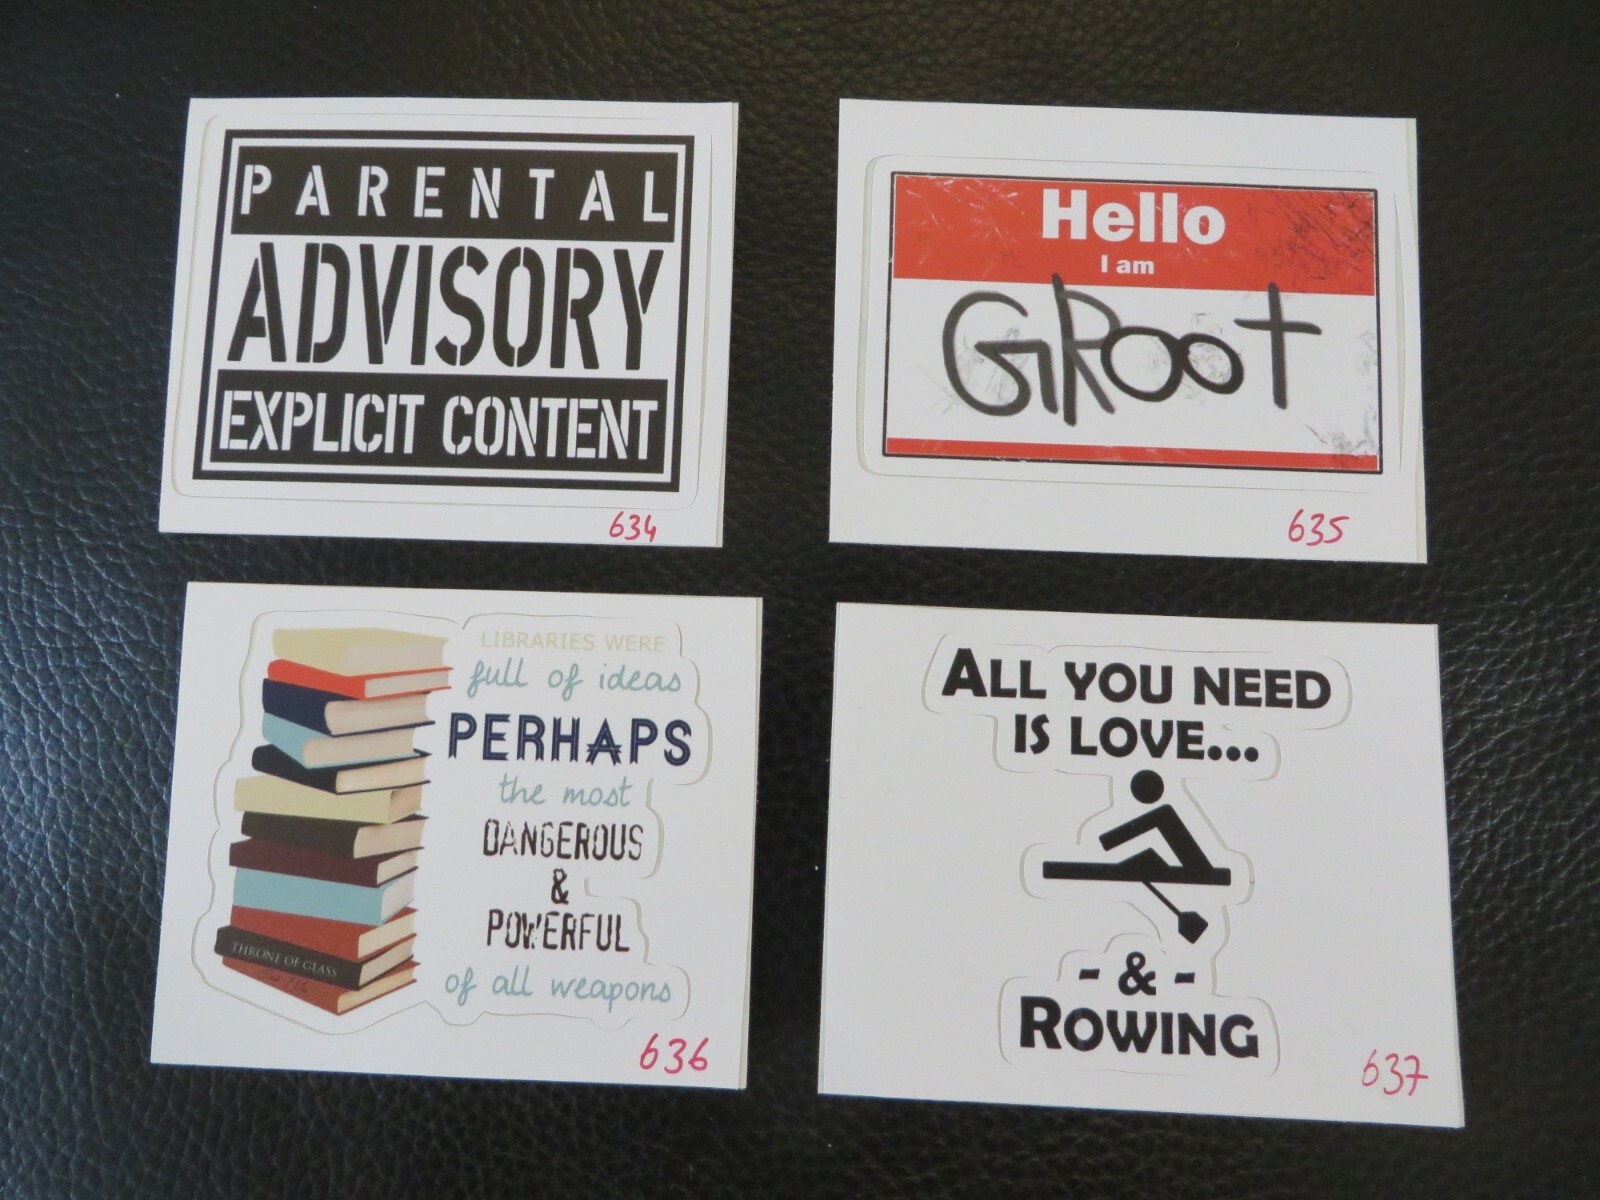 PARENTAL
ADVISORY
EXPLICIT CONTENT
634
Hello
I am
GROOT
635
LIBRARIES WERE
full of ideas
PERHAPS
the most
DANGEROUS
&
POWERFUL
of all weapons
THRONE OF GLASS
636
ALL YOU NEED
IS LOVE...
- & -
ROWING
637